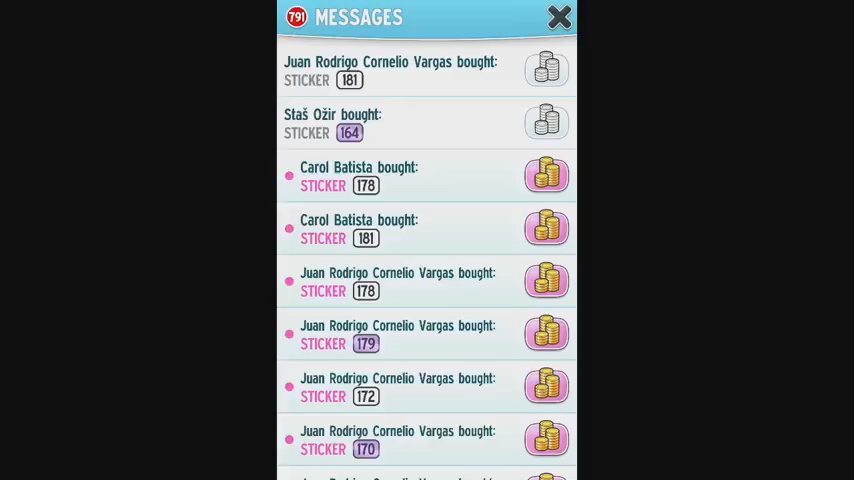 791 MESSAGES
Juan Rodrigo Cornelio Vargas bought:
STICKER 181
Staš Ožir bought:
STICKER 164
Carol Batista bought:
STICKER 178
Carol Batista bought:
STICKER 181
Juan Rodrigo Cornelio Vargas bought:
STICKER 178
Juan Rodrigo Cornelio Vargas bought:
STICKER 179
Juan Rodrigo Cornelio Vargas bought:
STICKER 172
Juan Rodrigo Cornelio Vargas bought:
STICKER 170